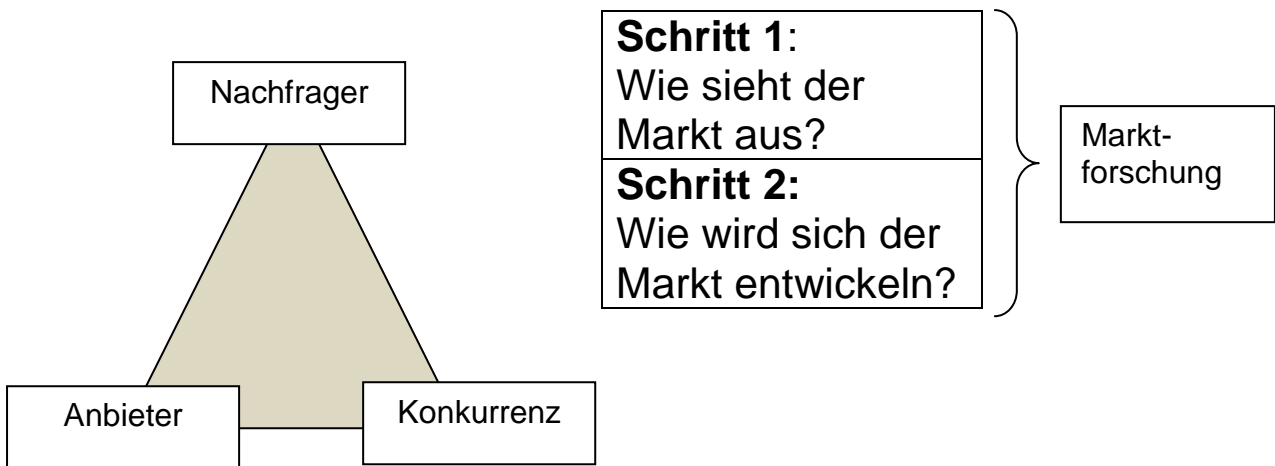 Nachfrager
Anbieter
Konkurrenz
Schritt 1:
Wie sieht der
Markt aus?
Schritt 2:
Wie wird sich der
Markt entwickeln?
Markt-
forschung